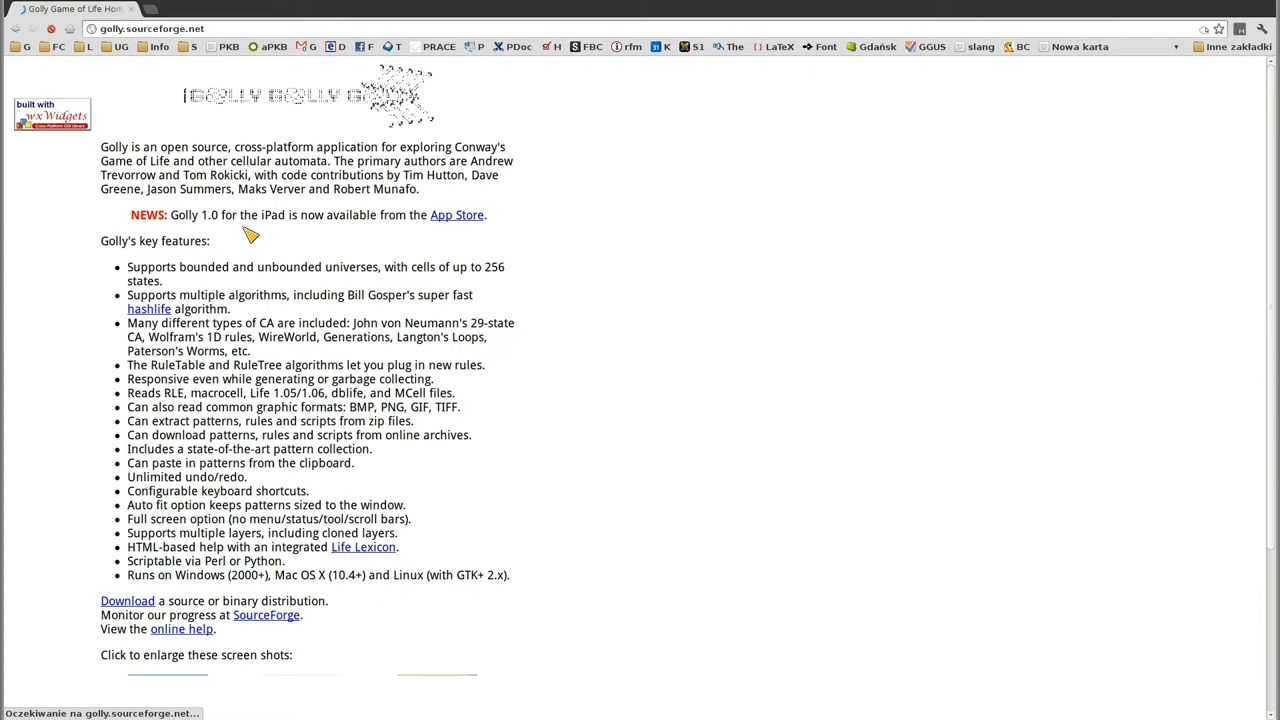 Golly Game of Life Hom
golly.sourceforge.net
G FC L UG Info S PKB aPKB G D F T PRACE P PDoc H FBC rfm K S1 The LaTeX Font Gdańsk GGUS slang BC Nowa karta Inne zakładki
GOLLY GOLLY GOLLY
built with
wxWidgets
Cross-Platform GUI Library
Golly is an open source, cross-platform application for exploring Conway's
Game of Life and other cellular automata. The primary authors are Andrew
Trevorrow and Tom Rokicki, with code contributions by Tim Hutton, Dave
Greene, Jason Summers, Maks Verver and Robert Munafo.
NEWS: Golly 1.0 for the iPad is now available from the App Store.
Golly's key features:
Supports bounded and unbounded universes, with cells of up to 256
states.
Supports multiple algorithms, including Bill Gosper's super fast
hashlife algorithm.
Many different types of CA are included: John von Neumann's 29-state
CA, Wolfram's 1D rules, WireWorld, Generations, Langton's Loops,
Paterson's Worms, etc.
The RuleTable and RuleTree algorithms let you plug in new rules.
Responsive even while generating or garbage collecting.
Reads RLE, macrocell, Life 1.05/1.06, dblife, and MCell files.
Can also read common graphic formats: BMP, PNG, GIF, TIFF.
Can extract patterns, rules and scripts from zip files.
Can download patterns, rules and scripts from online archives.
Includes a state-of-the-art pattern collection.
Can paste in patterns from the clipboard.
Unlimited undo/redo.
Configurable keyboard shortcuts.
Auto fit option keeps patterns sized to the window.
Full screen option (no menu/status/tool/scroll bars).
Supports multiple layers, including cloned layers.
HTML-based help with an integrated Life Lexicon.
Scriptable via Perl or Python.
Runs on Windows (2000+), Mac OS X (10.4+) and Linux (with GTK+ 2.x).
Download a source or binary distribution.
Monitor our progress at SourceForge.
View the online help.
Click to enlarge these screen shots:
Oczekiwanie na golly.sourceforge.net...